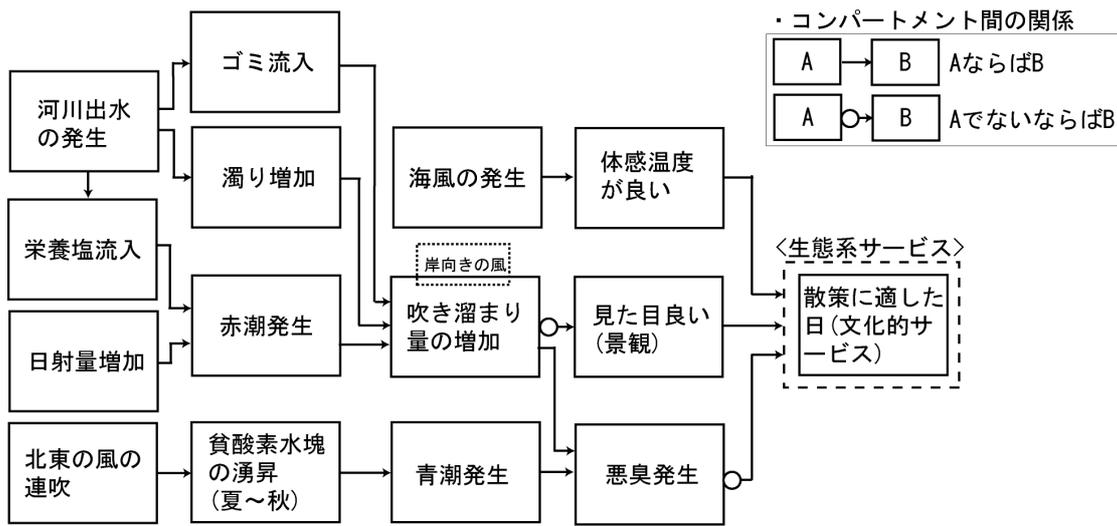 ・コンパートメント間の関係
A
B
AならばB
A
B
AでないならばB
ゴミ流入
河川出水
の発生
濁り増加
海風の発生
体感温度
が良い
栄養塩流入
岸向きの風
<生態系サービス>
赤潮発生
吹き溜まり
量の増加
見た目良い
(景観)
散策に適した
日(文化的サ
ービス)
日射量増加
北東の風の
連吹
貧酸素水塊
の湧昇
(夏～秋)
青潮発生
悪臭発生